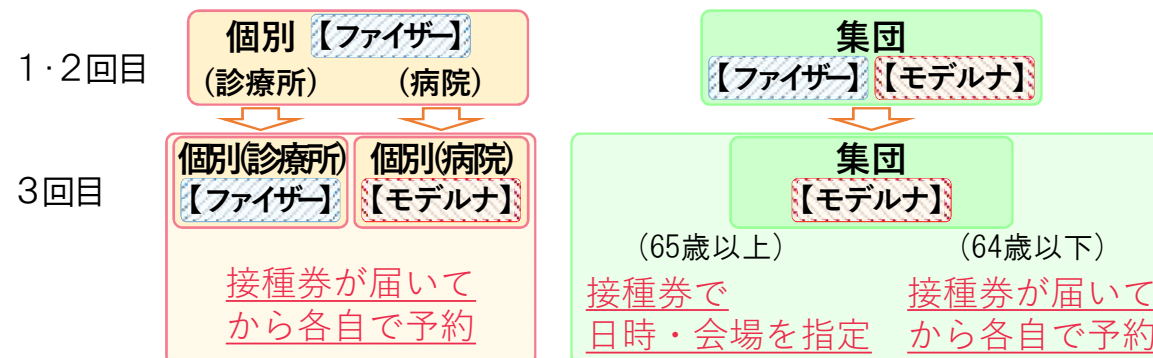 1・2回目
個別【ファイザー】
(診療所) (病院)
集団
【ファイザー】【モデルナ】
3回目
個別(診療所)
【ファイザー】
個別(病院)
【モデルナ】
接種券が届いて
から各自で予約
集団
【モデルナ】
(65歳以上)
接種券で
日時・会場を指定
(64歳以下)
接種券が届いて
から各自で予約